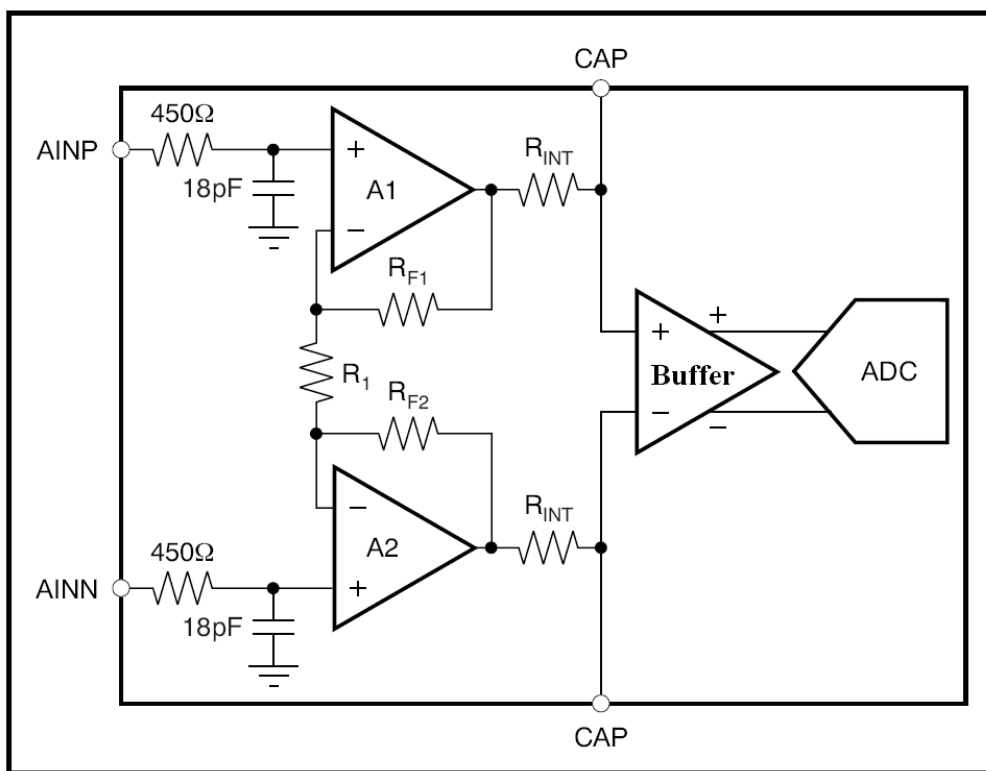 CAP
450Ω
AINP
+
R_INT
18pF
A1
−
R_F1
+
+
R_1
Buffer
ADC
R_F2
−
−
−
R_INT
450Ω
A2
AINN
+
18pF
CAP